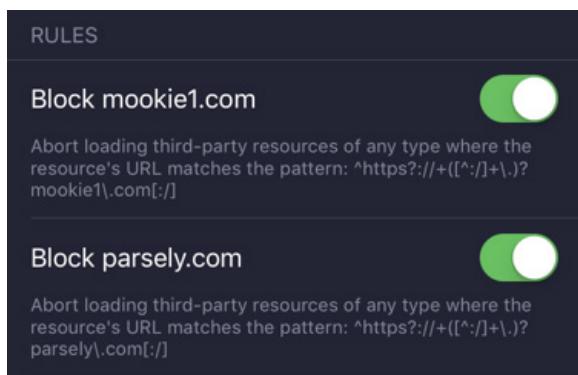 RULES
Block mookie1.com
Abort loading third-party resources of any type where the
resource's URL matches the pattern: ^https?://+([^:/]+\.)?
mookie1\.com[:/]
Block parsely.com
Abort loading third-party resources of any type where the
resource's URL matches the pattern: ^https?://+([^:/]+\.)?
parsely\.com[:/]